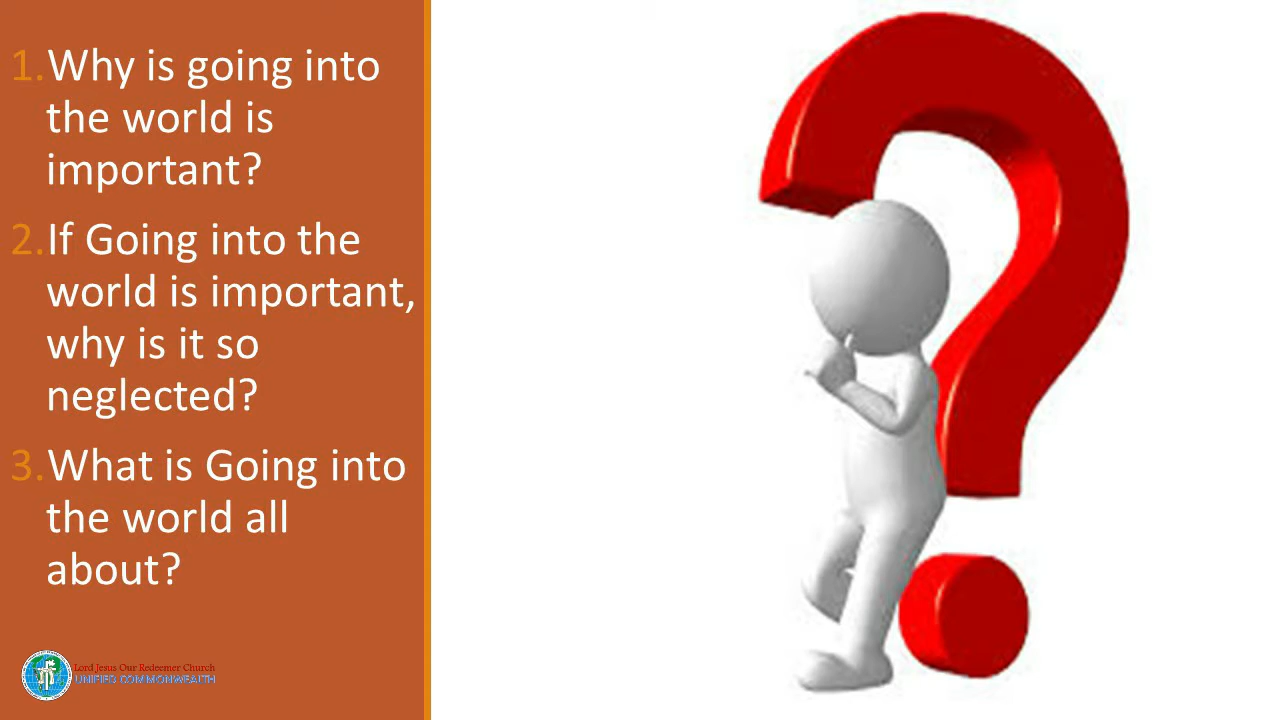 1.Why is going into
the world is
important?
2.If Going into the
world is important,
why is it so
neglected?
3.What is Going into
the world all
about?
Lord Jesus Our Redeemer Church
UNIFIED COMMONWEALTH